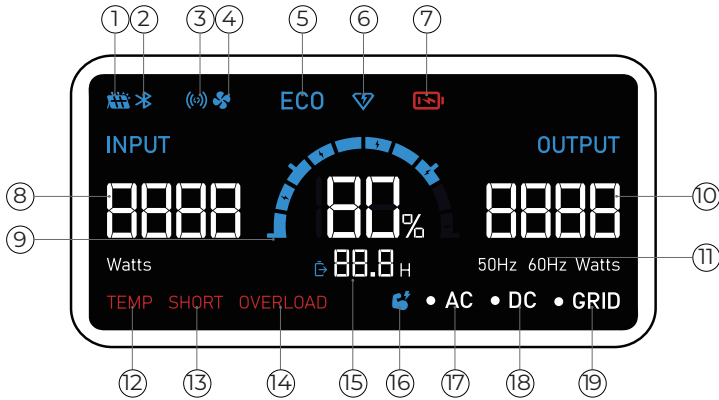 1 2 3 4 5 6 7
ECO
INPUT OUTPUT
8 8888 80% 8888 10
9 11
Watts 88.8 H 50Hz 60Hz Watts
TEMP SHORT OVERLOAD AC DC GRID
12 13 14 15 16 17 18 19